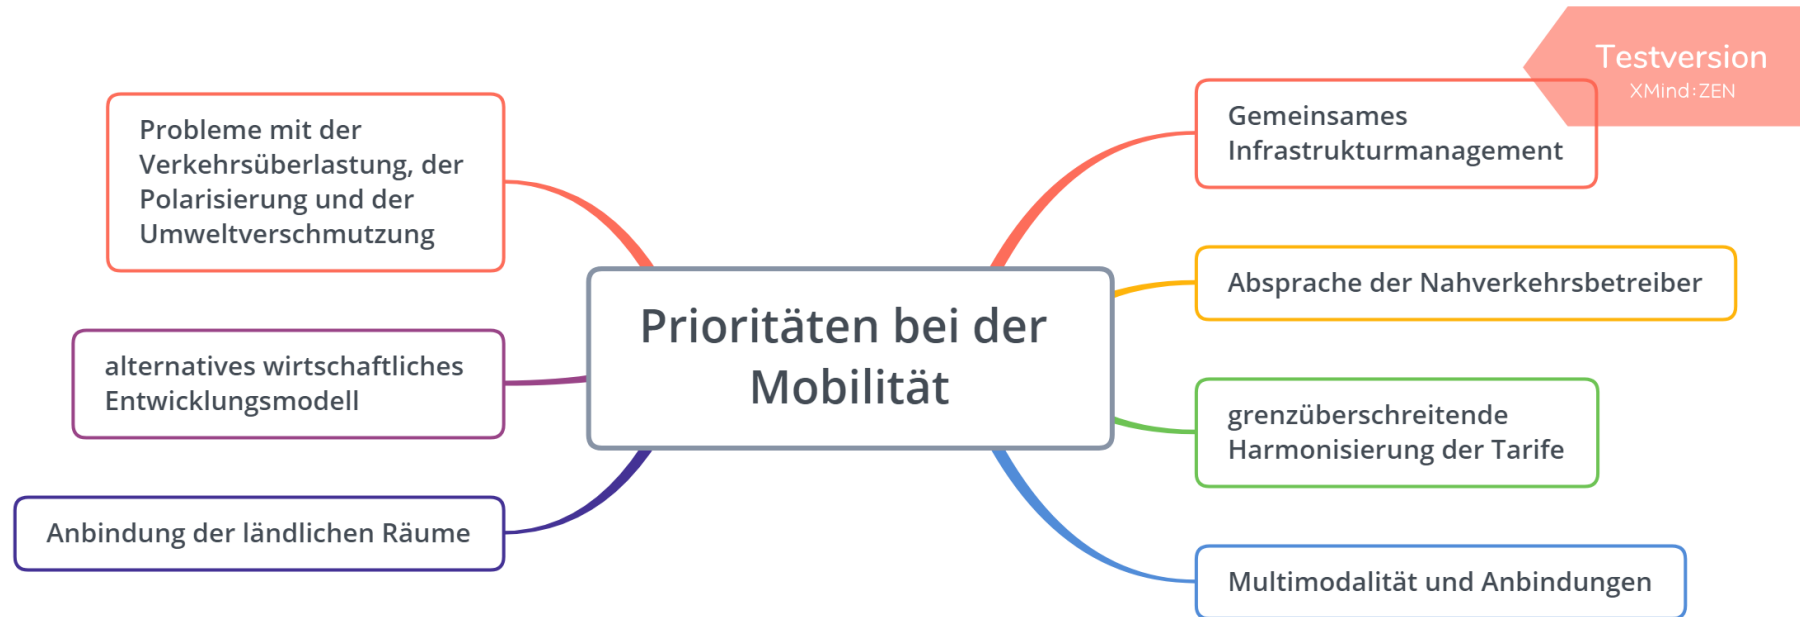 Testversion
XMind:ZEN
Probleme mit der
Verkehrsüberlastung, der
Polarisierung und der
Umweltverschmutzung
alternatives wirtschaftliches
Entwicklungsmodell
Anbindung der ländlichen Räume
Prioritäten bei der
Mobilität
Gemeinsames
Infrastrukturmanagement
Absprache der Nahverkehrsbetreiber
grenzüberschreitende
Harmonisierung der Tarife
Multimodalität und Anbindungen